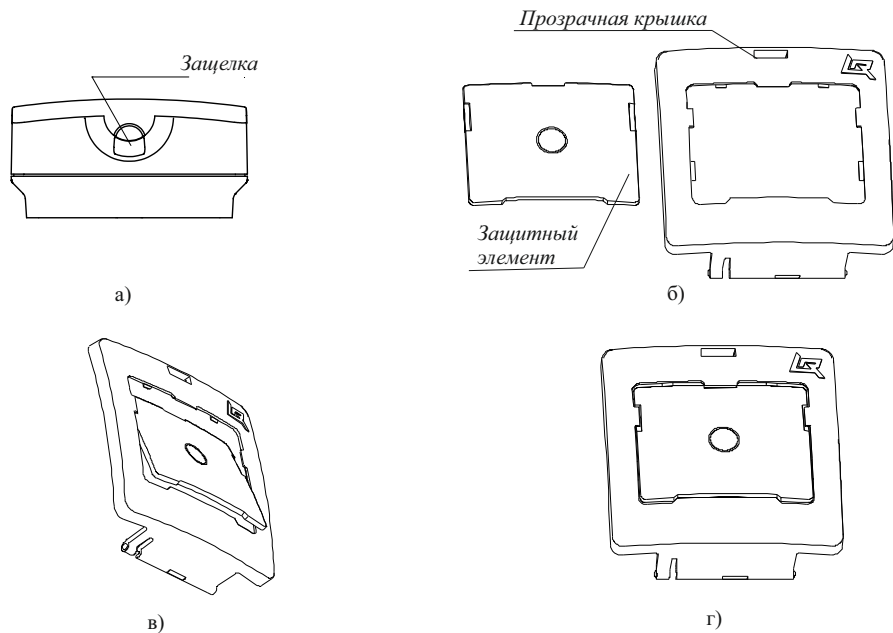 Защелка
а)
Прозрачная крышка
Защитный
элемент
б)
в)
г)